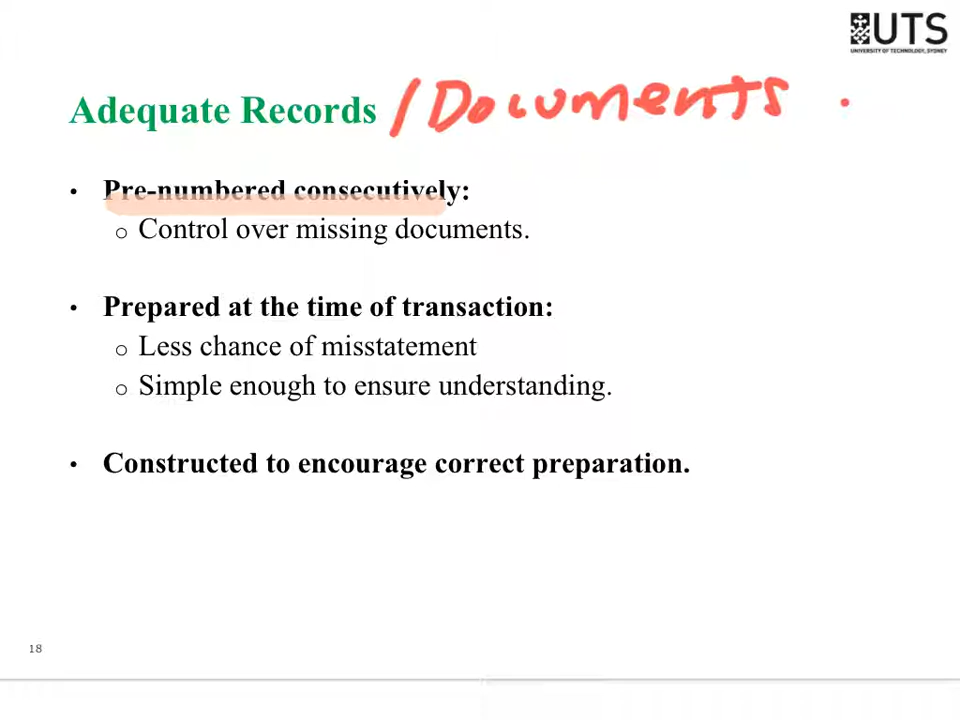 UTS
UNIVERSITY OF TECHNOLOGY, SYDNEY
Adequate Records / Documents
• Pre-numbered consecutively:
o Control over missing documents.
• Prepared at the time of transaction:
o Less chance of misstatement
o Simple enough to ensure understanding.
• Constructed to encourage correct preparation.
18